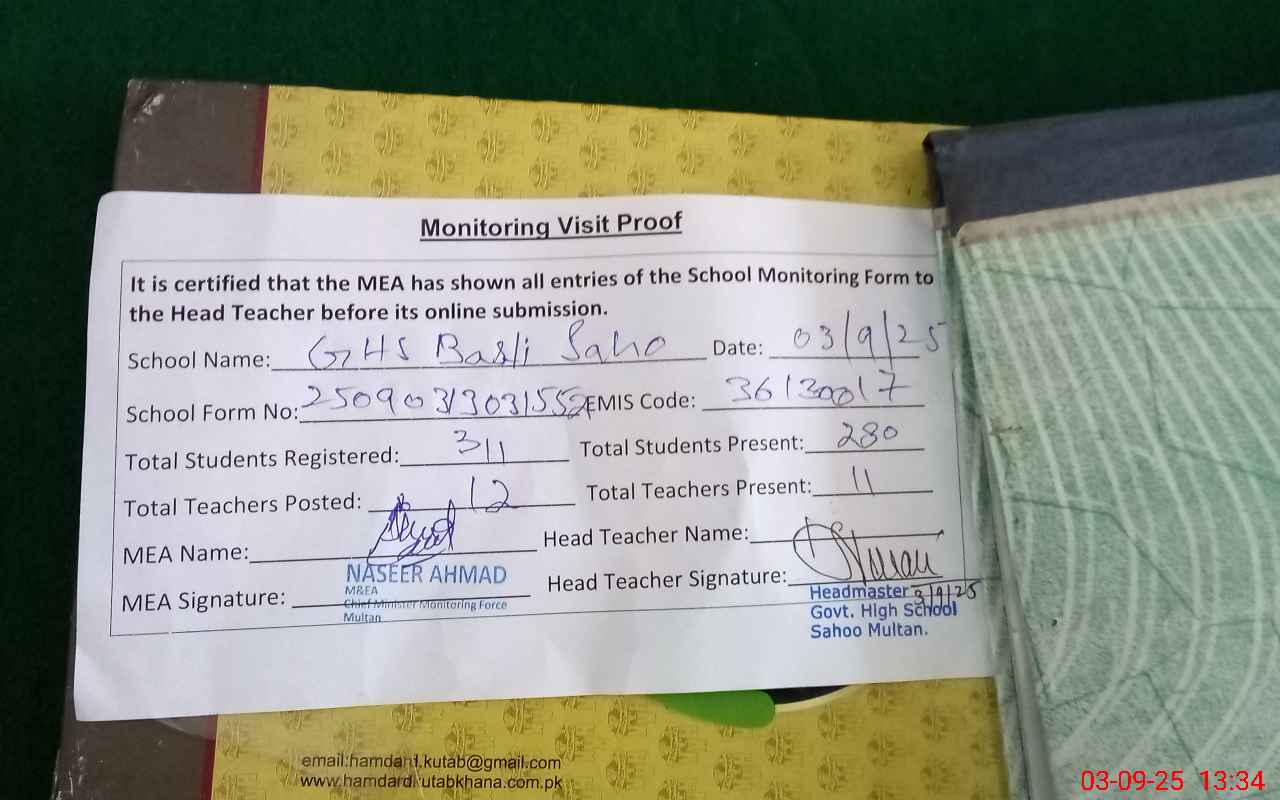 Monitoring Visit Proof
It is certified that the MEA has shown all entries of the School Monitoring Form to
the Head Teacher before its online submission.
School Name: GHS Basti Saho Date: 03/9/25
School Form No: 25090313031552 EMIS Code: 36130017
Total Students Registered: 311 Total Students Present: 280
Total Teachers Posted: 12 Total Teachers Present: 11
MEA Name: Head Teacher Name:
MEA Signature: Head Teacher Signature:
NASEER AHMAD
M&EA
Chief Minister Monitoring Force
Multan
Headmaster 3/9/25
Govt. High School
Sahoo Multan.
email:hamdard.kutab@gmail.com
www.hamdardkutabkhana.com.pk
03-09-25 13:34